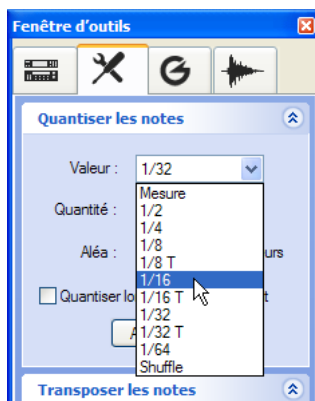 Fenêtre d'outils
Quantiser les notes
Valeur : 1/32
Mesure
1/2
1/4
1/8
1/8 T
1/16
1/16 T
1/32
1/32 T
1/64
Shuffle
Quantité :
Aléa : urs
Quantiser lo t
A
Transposer les notes